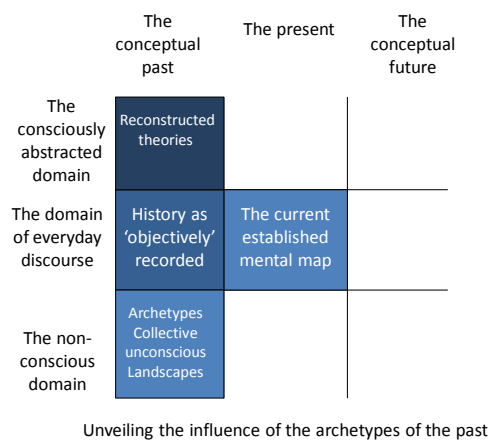 The
conceptual
past
The present
The
conceptual
future
The
consciously
abstracted
domain
Reconstructed
theories
The domain
of everyday
discourse
History as
‘objectively’
recorded
The current
established
mental map
The non-
conscious
domain
Archetypes
Collective
unconscious
Landscapes
Unveiling the influence of the archetypes of the past